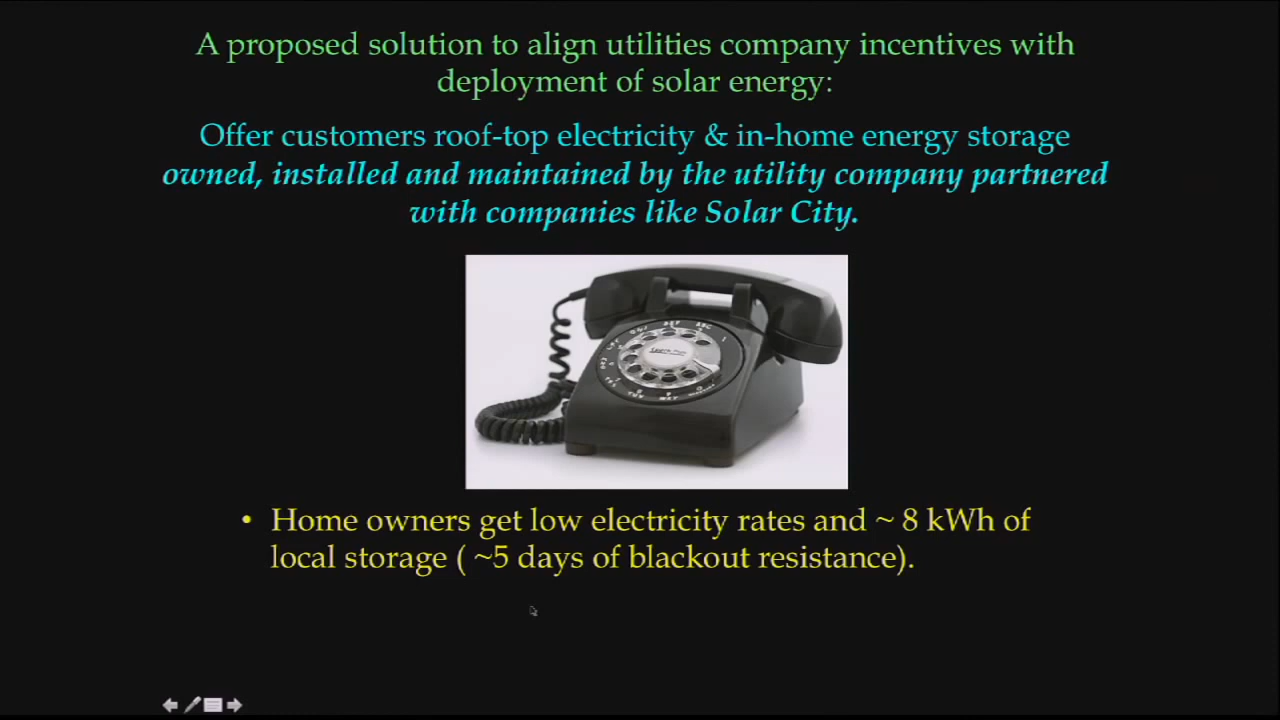 A proposed solution to align utilities company incentives with
deployment of solar energy:
Offer customers roof-top electricity & in-home energy storage
owned, installed and maintained by the utility company partnered
with companies like Solar City.
• Home owners get low electricity rates and ~ 8 kWh of
local storage ( ~5 days of blackout resistance).